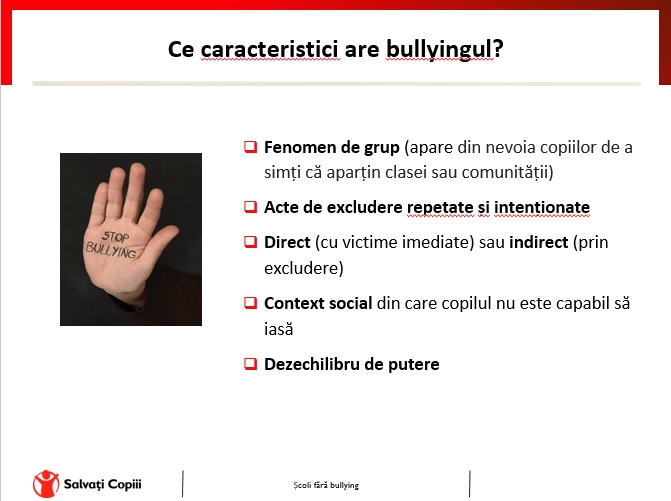 Ce caracteristici are bullyingul?
Fenomen de grup (apare din nevoia copiilor de a
simți că aparțin clasei sau comunității)
Acte de excludere repetate și intenționate
Direct (cu victime imediate) sau indirect (prin
excludere)
Context social din care copilul nu este capabil să
iasă
Dezechilibru de putere
STOP
BULLYING
Salvați Copiii
Școli fără bullying